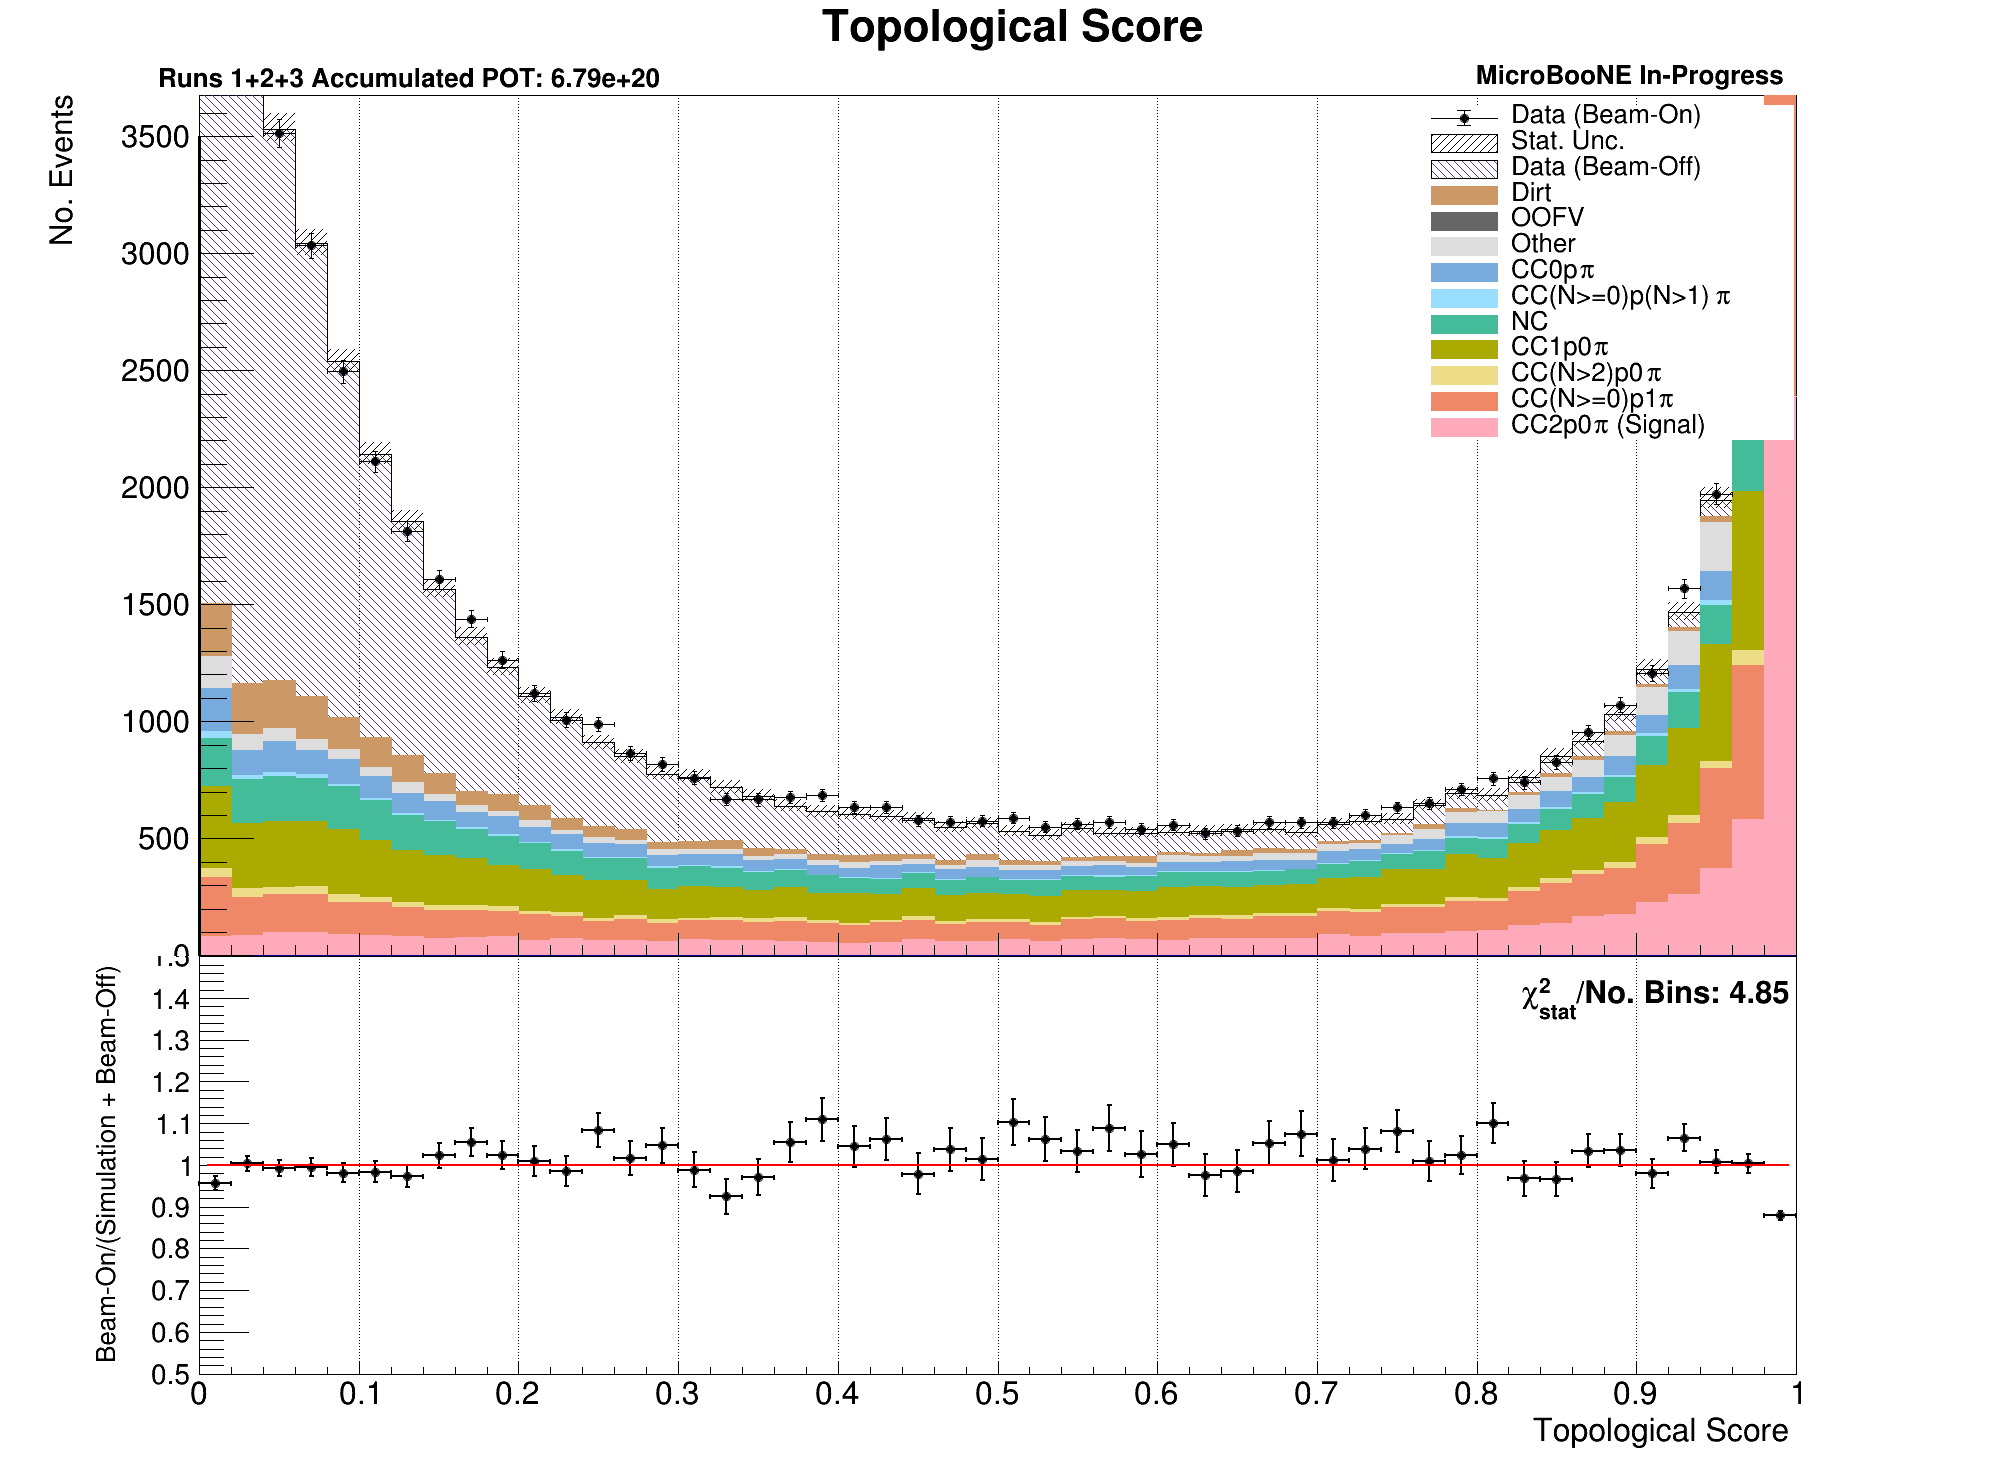 Topological Score
Runs 1+2+3 Accumulated POT: 6.79e+20
MicroBooNE In-Progress
No. Events
3500
3000
2500
2000
1500
1000
500
0
Data (Beam-On)
Stat. Unc.
Data (Beam-Off)
Dirt
OOFV
Other
CC0pπ
CC(N>=0)p(N>1) π
NC
CC1p0π
CC(N>2)p0π
CC(N>=0)p1π
CC2p0π (Signal)
Beam-On/(Simulation + Beam-Off)
χ²stat/No. Bins: 4.85
1.4
1.3
1.2
1.1
1
0.9
0.8
0.7
0.6
0.5
0 0.1 0.2 0.3 0.4 0.5 0.6 0.7 0.8 0.9 1
Topological Score